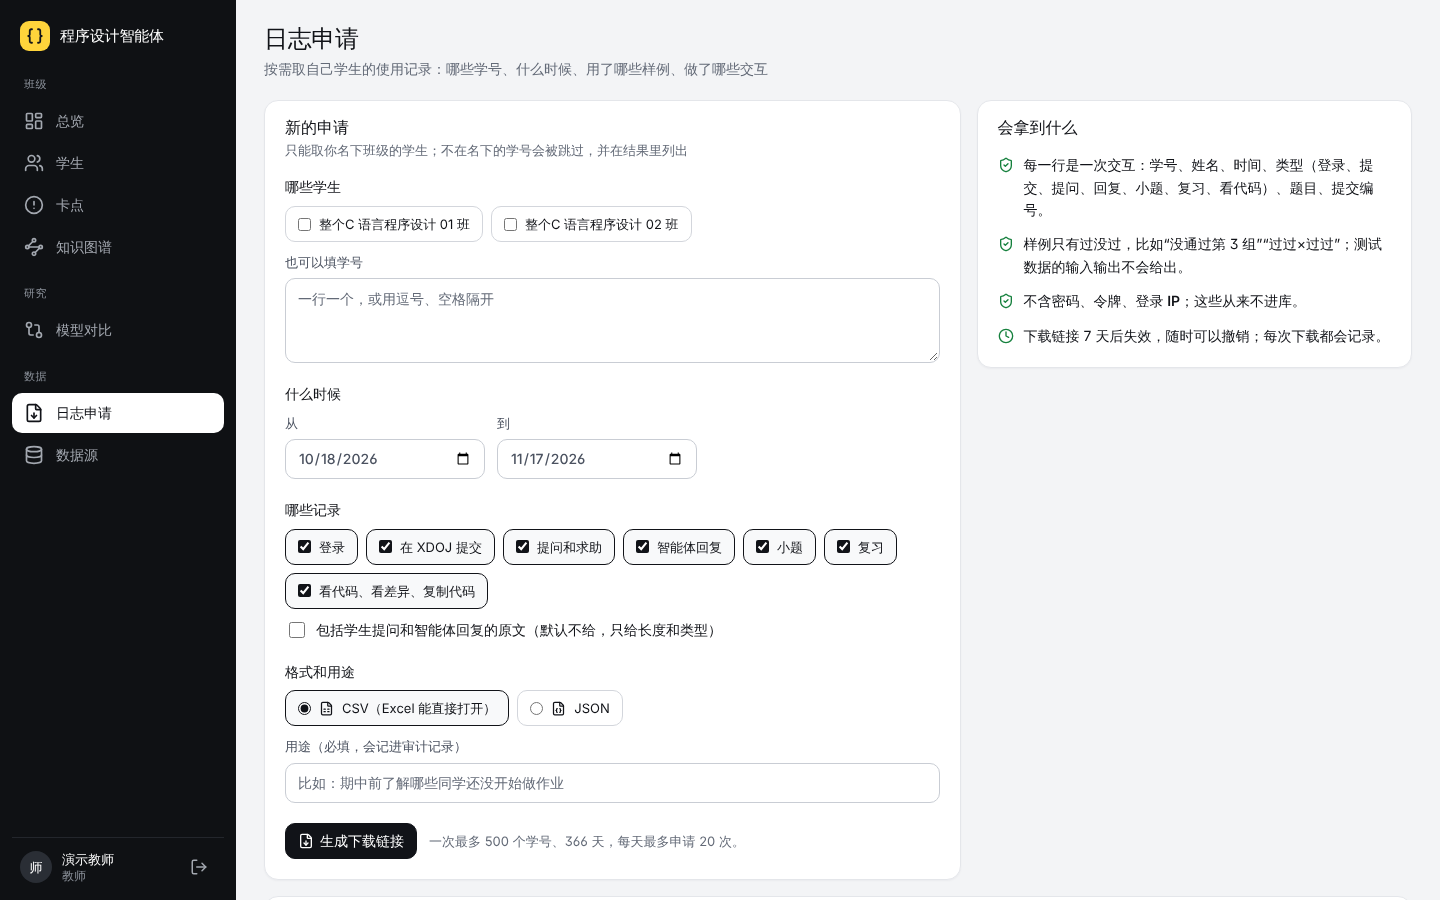 程序设计智能体
班级
总览
学生
卡点
知识图谱
研究
模型对比
数据
日志申请
数据源
师
演示教师
教师
日志申请
按需取自己学生的使用记录：哪些学号、什么时候、用了哪些样例、做了哪些交互
新的申请
只能取你名下班级的学生；不在名下的学号会被跳过，并在结果里列出
哪些学生
整个C 语言程序设计 01 班
整个C 语言程序设计 02 班
也可以填学号
一行一个，或用逗号、空格隔开
什么时候
从
到
10/18/2026
11/17/2026
哪些记录
登录
在 XDOJ 提交
提问和求助
智能体回复
小题
复习
看代码、看差异、复制代码
包括学生提问和智能体回复的原文（默认不给，只给长度和类型）
格式和用途
CSV（Excel 能直接打开）
JSON
用途（必填，会记进审计记录）
比如：期中前了解哪些同学还没开始做作业
生成下载链接
一次最多 500 个学号、366 天，每天最多申请 20 次。
会拿到什么
每一行是一次交互：学号、姓名、时间、类型（登录、提
交、提问、回复、小题、复习、看代码）、题目、提交编
号。
样例只有过没过，比如“没通过第 3 组”“过过×过过”；测试
数据的输入输出不会给出。
不含密码、令牌、登录 IP；这些从来不进库。
下载链接 7 天后失效，随时可以撤销；每次下载都会记录。